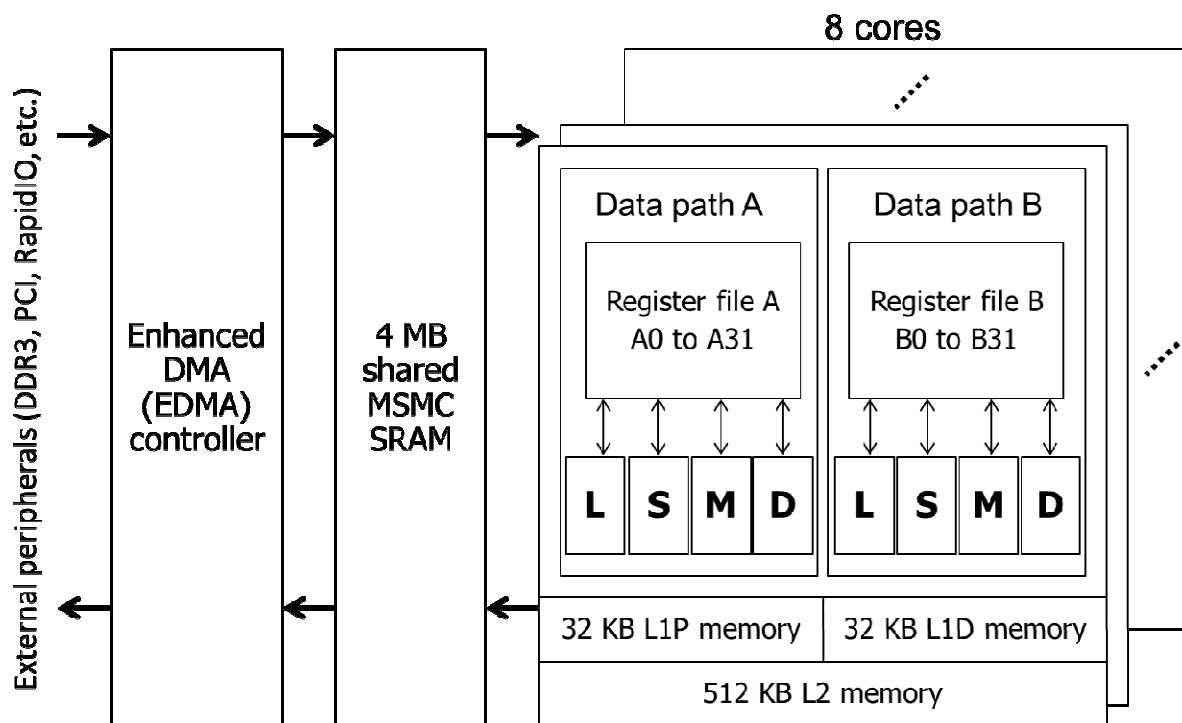 8 cores
External peripherals (DDR3, PCI, RapidIO, etc.)
Enhanced
DMA
(EDMA)
controller
4 MB
shared
MSMC
SRAM
Data path A
Register file A
A0 to A31
L S M D
Data path B
Register file B
B0 to B31
L S M D
32 KB L1P memory
32 KB L1D memory
512 KB L2 memory